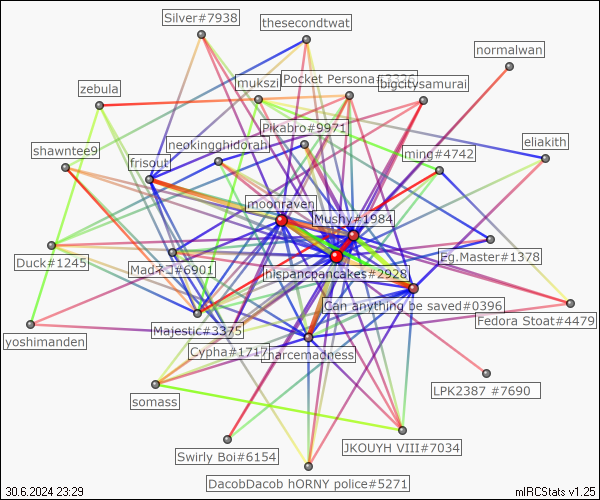 Silver#7938
thesecondtwat
normalwan
zebula
mukszi
Pocket Persona
bigcitysamurai
Pikabro#9971
shawntee9
frisout
neokingghidorah
ming#4742
eliakith
moonraven
Mushy#1984
Duck#1245
Madネコ#6901
hispancpancakes#2928
Eg.Master#1378
Can anything be saved#0396
Fedora Stoat#4479
yoshimanden
Majestic#3375
Cypha#1717
harcemadness
LPK2387 #7690
somass
JKOUYH VIII#7034
Swirly Boi#6154
DacobDacob hORNY police#5271
30.6.2024 23:29
mIRCStats v1.25